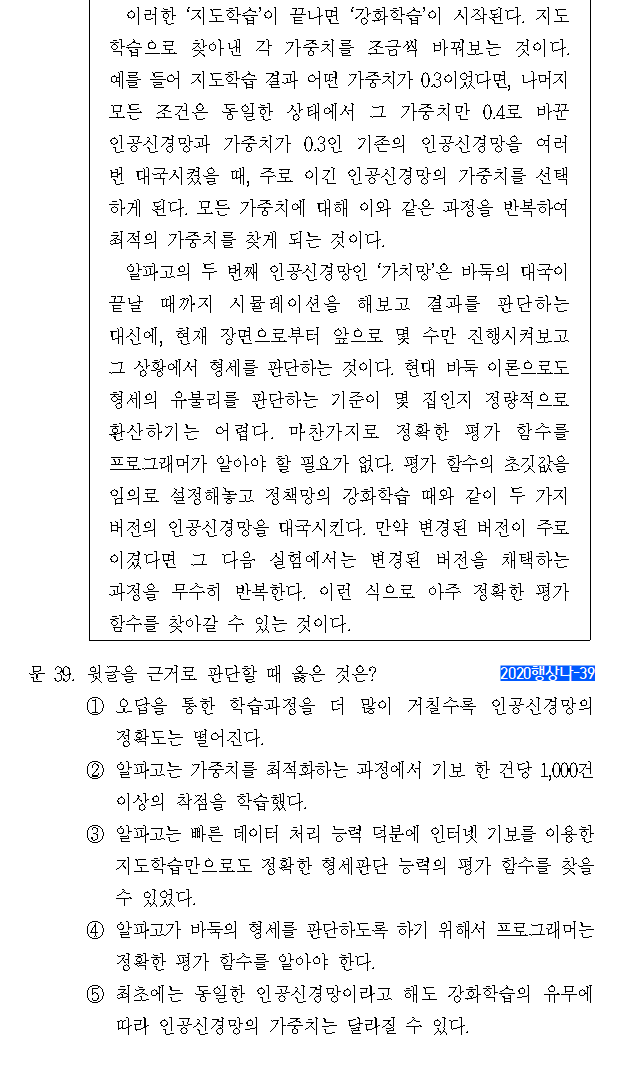 이러한 ‘지도학습’이 끝나면 ‘강화학습’이 시작된다. 지도
학습으로 찾아낸 각 가중치를 조금씩 바꿔보는 것이다.
예를 들어 지도학습 결과 어떤 가중치가 0.3이었다면, 나머지
모든 조건은 동일한 상태에서 그 가중치만 0.4로 바꾼
인공신경망과 가중치가 0.3인 기존의 인공신경망을 여러
번 대국시켰을 때, 주로 이긴 인공신경망의 가중치를 선택
하게 된다. 모든 가중치에 대해 이와 같은 과정을 반복하여
최적의 가중치를 찾게 되는 것이다.
알파고의 두 번째 인공신경망인 ‘가치망’은 바둑의 대국이
끝날 때까지 시뮬레이션을 해보고 결과를 판단하는
대신에, 현재 장면으로부터 앞으로 몇 수만 진행시켜보고
그 상황에서 형세를 판단하는 것이다. 현대 바둑 이론으로도
형세의 유불리를 판단하는 기준이 몇 집인지 정량적으로
환산하기는 어렵다. 마찬가지로 정확한 평가 함수를
프로그래머가 알아야 할 필요가 없다. 평가 함수의 초깃값을
임의로 설정해놓고 정책망의 강화학습 때와 같이 두 가지
버전의 인공신경망을 대국시킨다. 만약 변경된 버전이 주로
이겼다면 그 다음 실험에서는 변경된 버전을 채택하는
과정을 무수히 반복한다. 이런 식으로 아주 정확한 평가
함수를 찾아갈 수 있는 것이다.
문 39. 윗글을 근거로 판단할 때 옳은 것은? 2020행상나-39
① 오답을 통한 학습과정을 더 많이 거칠수록 인공신경망의
정확도는 떨어진다.
② 알파고는 가중치를 최적화하는 과정에서 기보 한 건당 1,000건
이상의 착점을 학습했다.
③ 알파고는 빠른 데이터 처리 능력 덕분에 인터넷 기보를 이용한
지도학습만으로도 정확한 형세판단 능력의 평가 함수를 찾을
수 있었다.
④ 알파고가 바둑의 형세를 판단하도록 하기 위해서 프로그래머는
정확한 평가 함수를 알아야 한다.
⑤ 최초에는 동일한 인공신경망이라고 해도 강화학습의 유무에
따라 인공신경망의 가중치는 달라질 수 있다.